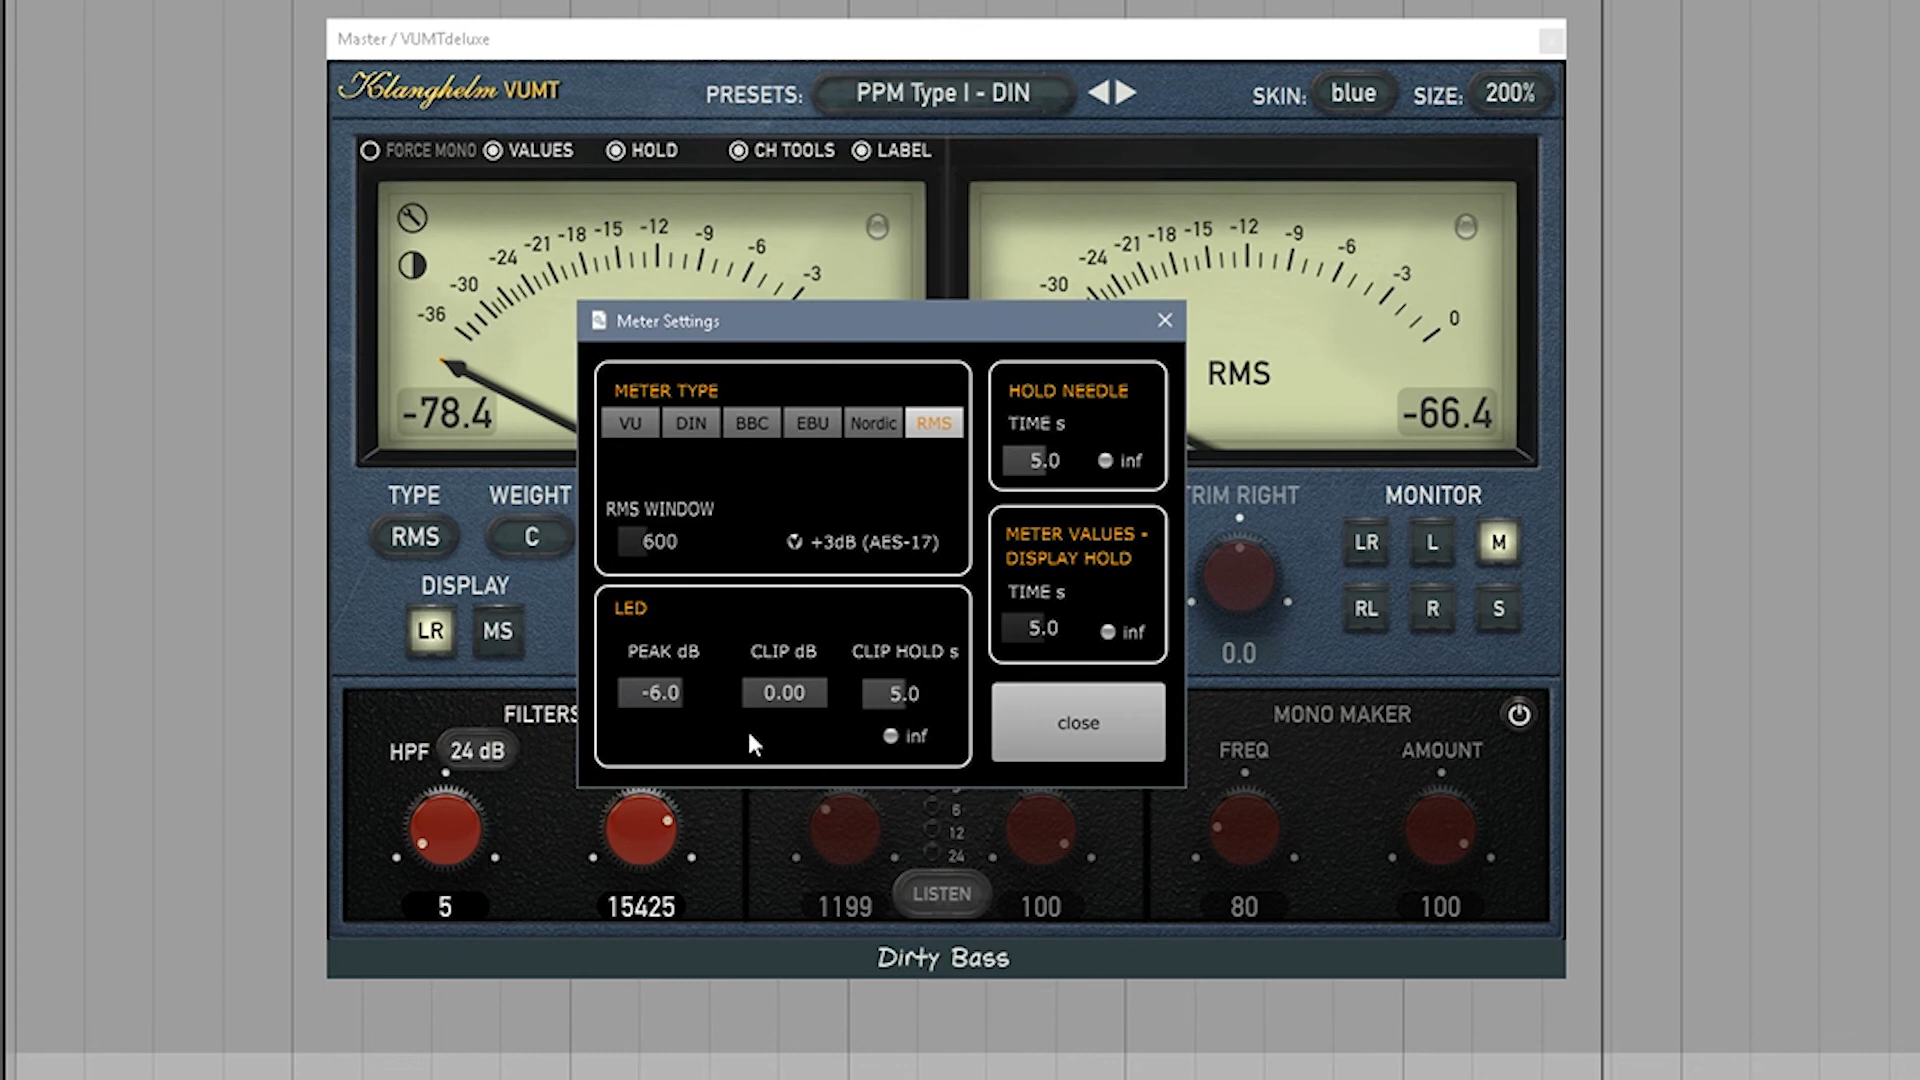 Master / VUMTdeluxe
Klanghelm VUMT
PRESETS: PPM Type I - DIN
SKIN: blue SIZE: 200%
FORCE MONO VALUES HOLD CH TOOLS LABEL
-36 -30 -24 -21 -18 -15 -12 -9 -6 -3
-30 -24 -21 -18 -15 -12 -9 -6 -3 0
-78.4
RMS
-66.4
Meter Settings
METER TYPE
VU DIN BBC EBU Nordic RMS
RMS WINDOW
600 +3dB (AES-17)
HOLD NEEDLE
TIME s
5.0 inf
METER VALUES -
DISPLAY HOLD
TIME s
5.0 inf
LED
PEAK dB CLIP dB CLIP HOLD s
-6.0 0.00 5.0
inf
close
TYPE WEIGHT
RMS C
DISPLAY
LR MS
TRIM RIGHT
0.0
MONITOR
LR L M
RL R S
FILTERS
HPF 24 dB
5 15425
6
12
24
1199 LISTEN 100
MONO MAKER
FREQ AMOUNT
80 100
Dirty Bass